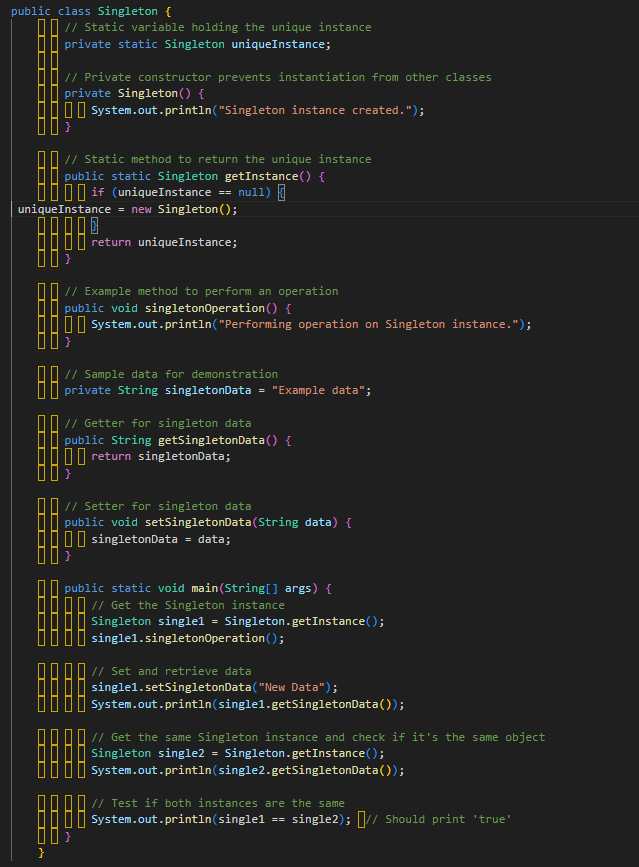 public class Singleton {
// Static variable holding the unique instance
private static Singleton uniqueInstance;
// Private constructor prevents instantiation from other classes
private Singleton() {
System.out.println("Singleton instance created.");
}
// Static method to return the unique instance
public static Singleton getInstance() {
if (uniqueInstance == null) {
uniqueInstance = new Singleton();
}
return uniqueInstance;
}
// Example method to perform an operation
public void singletonOperation() {
System.out.println("Performing operation on Singleton instance.");
}
// Sample data for demonstration
private String singletonData = "Example data";
// Getter for singleton data
public String getSingletonData() {
return singletonData;
}
// Setter for singleton data
public void setSingletonData(String data) {
singletonData = data;
}
public static void main(String[] args) {
// Get the Singleton instance
Singleton single1 = Singleton.getInstance();
single1.singletonOperation();
// Set and retrieve data
single1.setSingletonData("New Data");
System.out.println(single1.getSingletonData());
// Get the same Singleton instance and check if it's the same object
Singleton single2 = Singleton.getInstance();
System.out.println(single2.getSingletonData());
// Test if both instances are the same
System.out.println(single1 == single2); // Should print 'true'
}
}